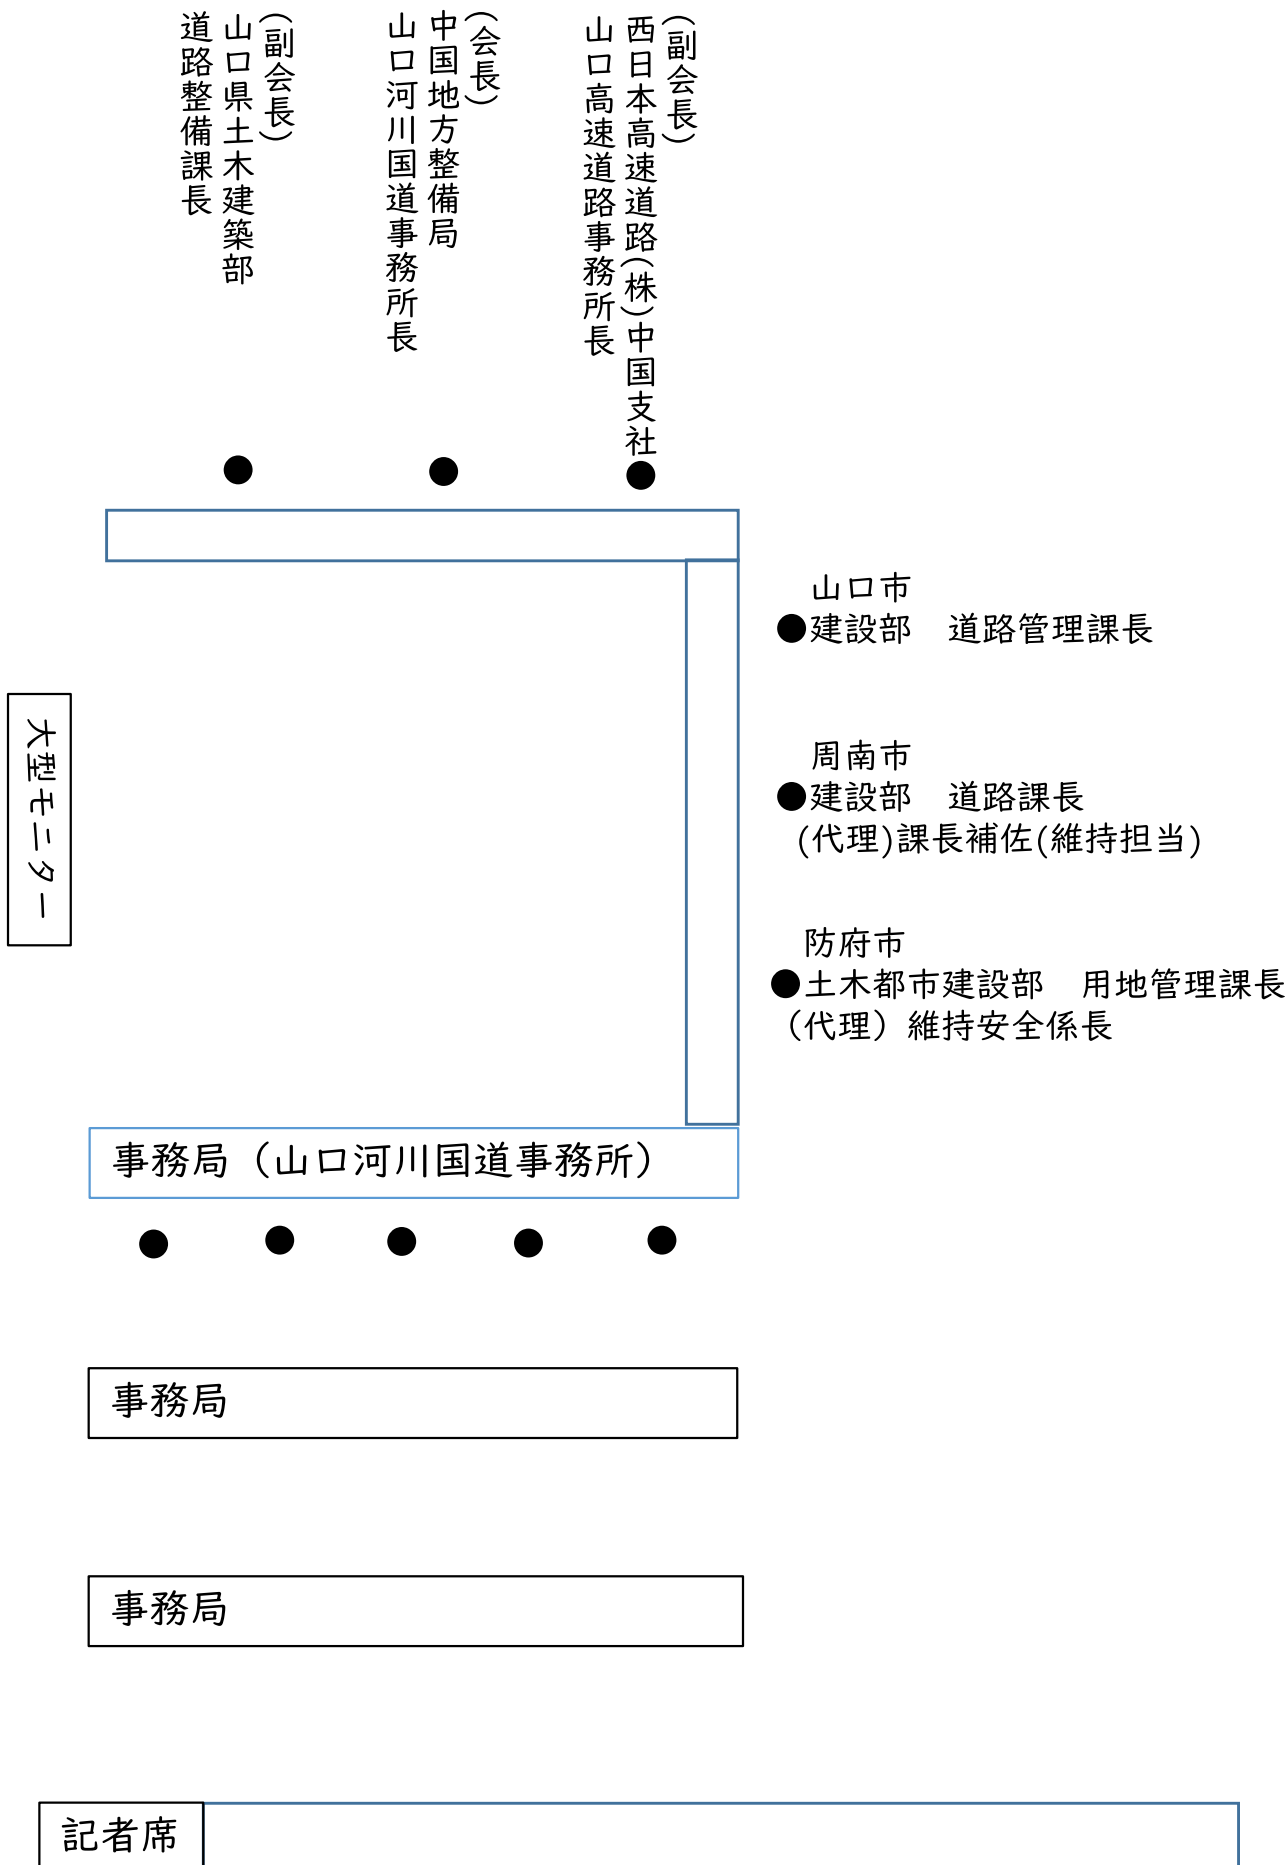 (副会長)
西日本高速道路(株)中国支社
山口高速道路事務所長
(会長)
中国地方整備局
山口河川国道事務所長
(副会長)
山口県土木建築部
道路整備課長
山口市
●建設部　道路管理課長
周南市
●建設部　道路課長
(代理)課長補佐(維持担当)
防府市
●土木都市建設部　用地管理課長
（代理）維持安全係長
大型モニター
事務局（山口河川国道事務所）
事務局
事務局
記者席